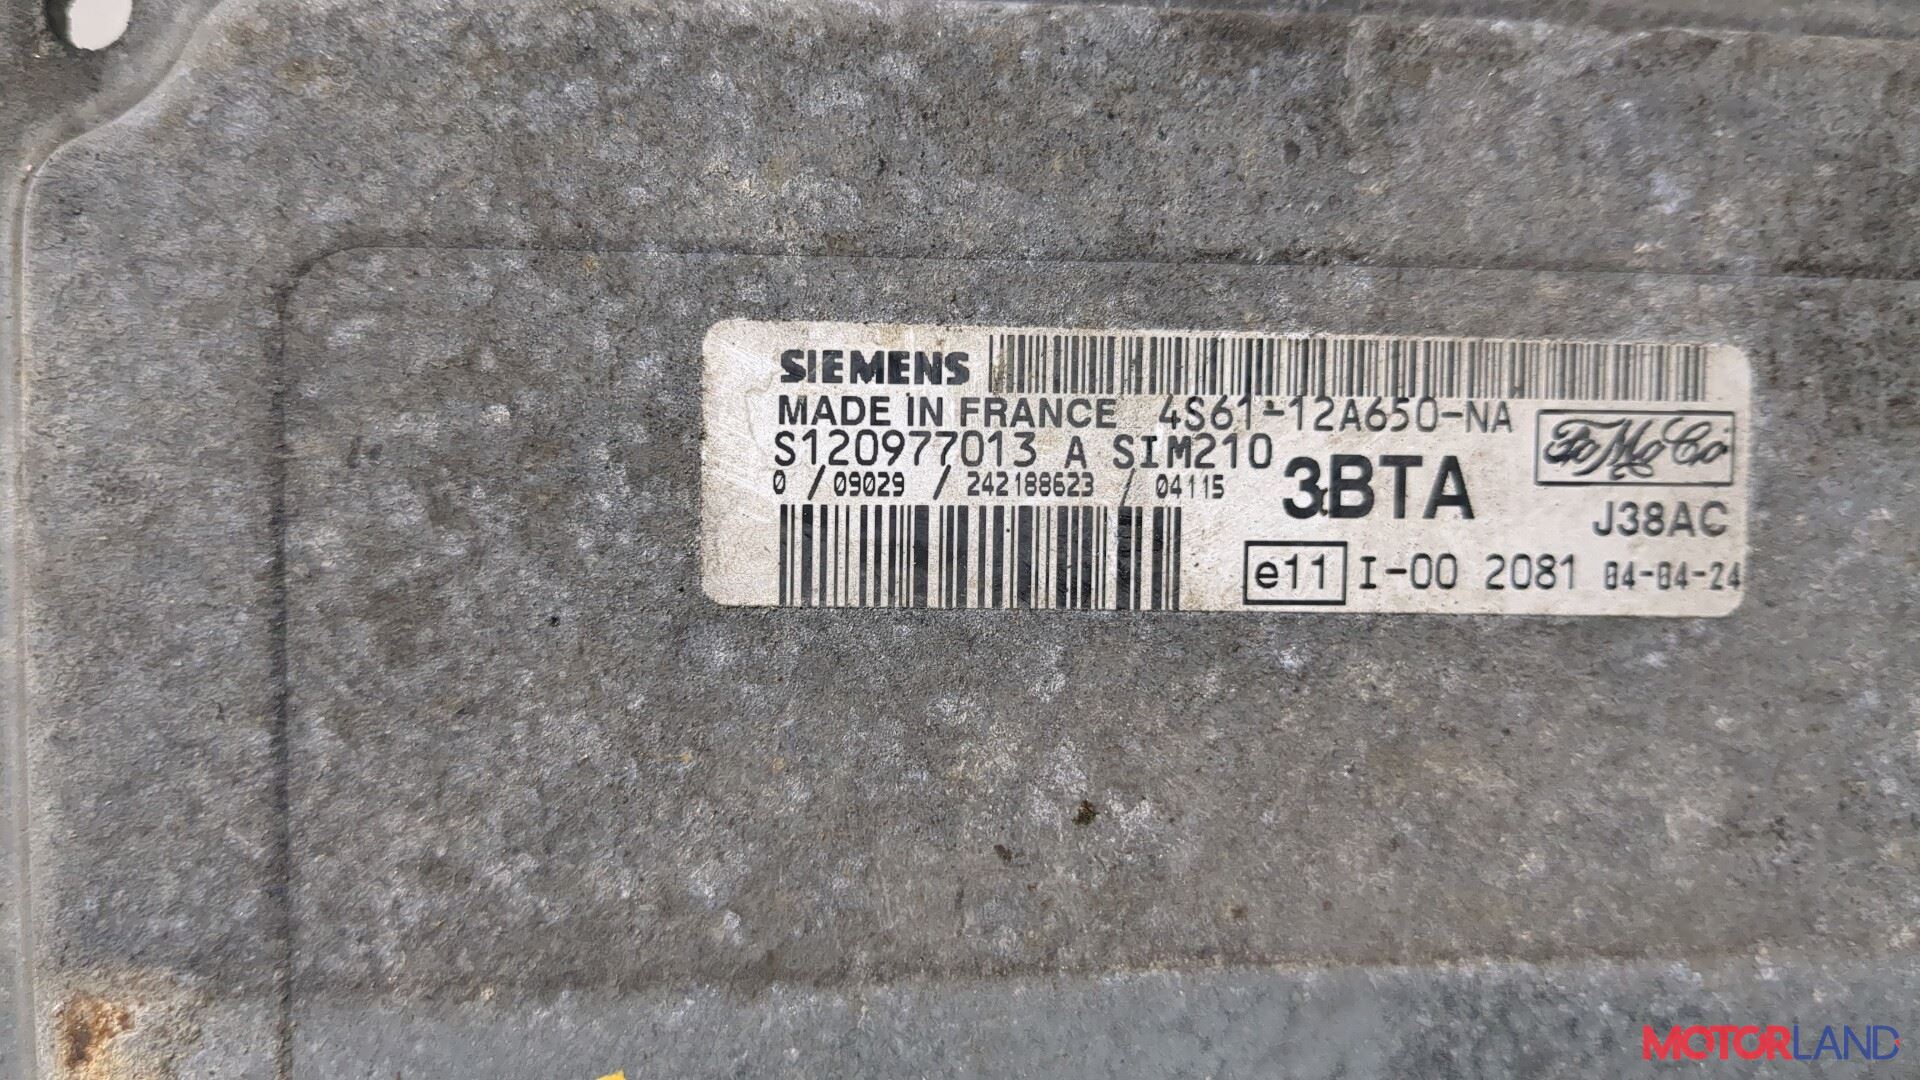 SIEMENS
MADE IN FRANCE 4S61-12A650-NA
S120977013 A SIM210
0 / 09029 / 242188623 / 04115
3BTA
FoMoCo
J38AC
e11 I-00 2081 04-04-24
MOTORLAND